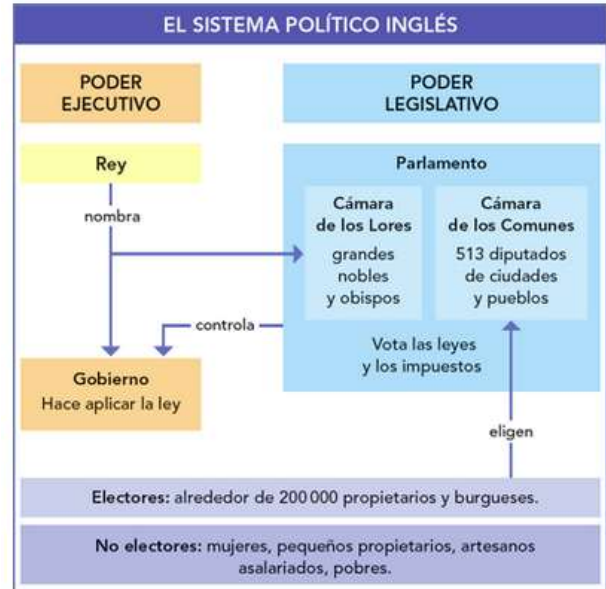 EL SISTEMA POLÍTICO INGLÉS
PODER
EJECUTIVO
PODER
LEGISLATIVO
Rey
nombra
Parlamento
Cámara
de los Lores
grandes
nobles
y obispos
Cámara
de los Comunes
513 diputados
de ciudades
y pueblos
controla
Vota las leyes
y los impuestos
Gobierno
Hace aplicar la ley
eligen
Electores: alrededor de 200 000 propietarios y burgueses.
No electores: mujeres, pequeños propietarios, artesanos
asalariados, pobres.